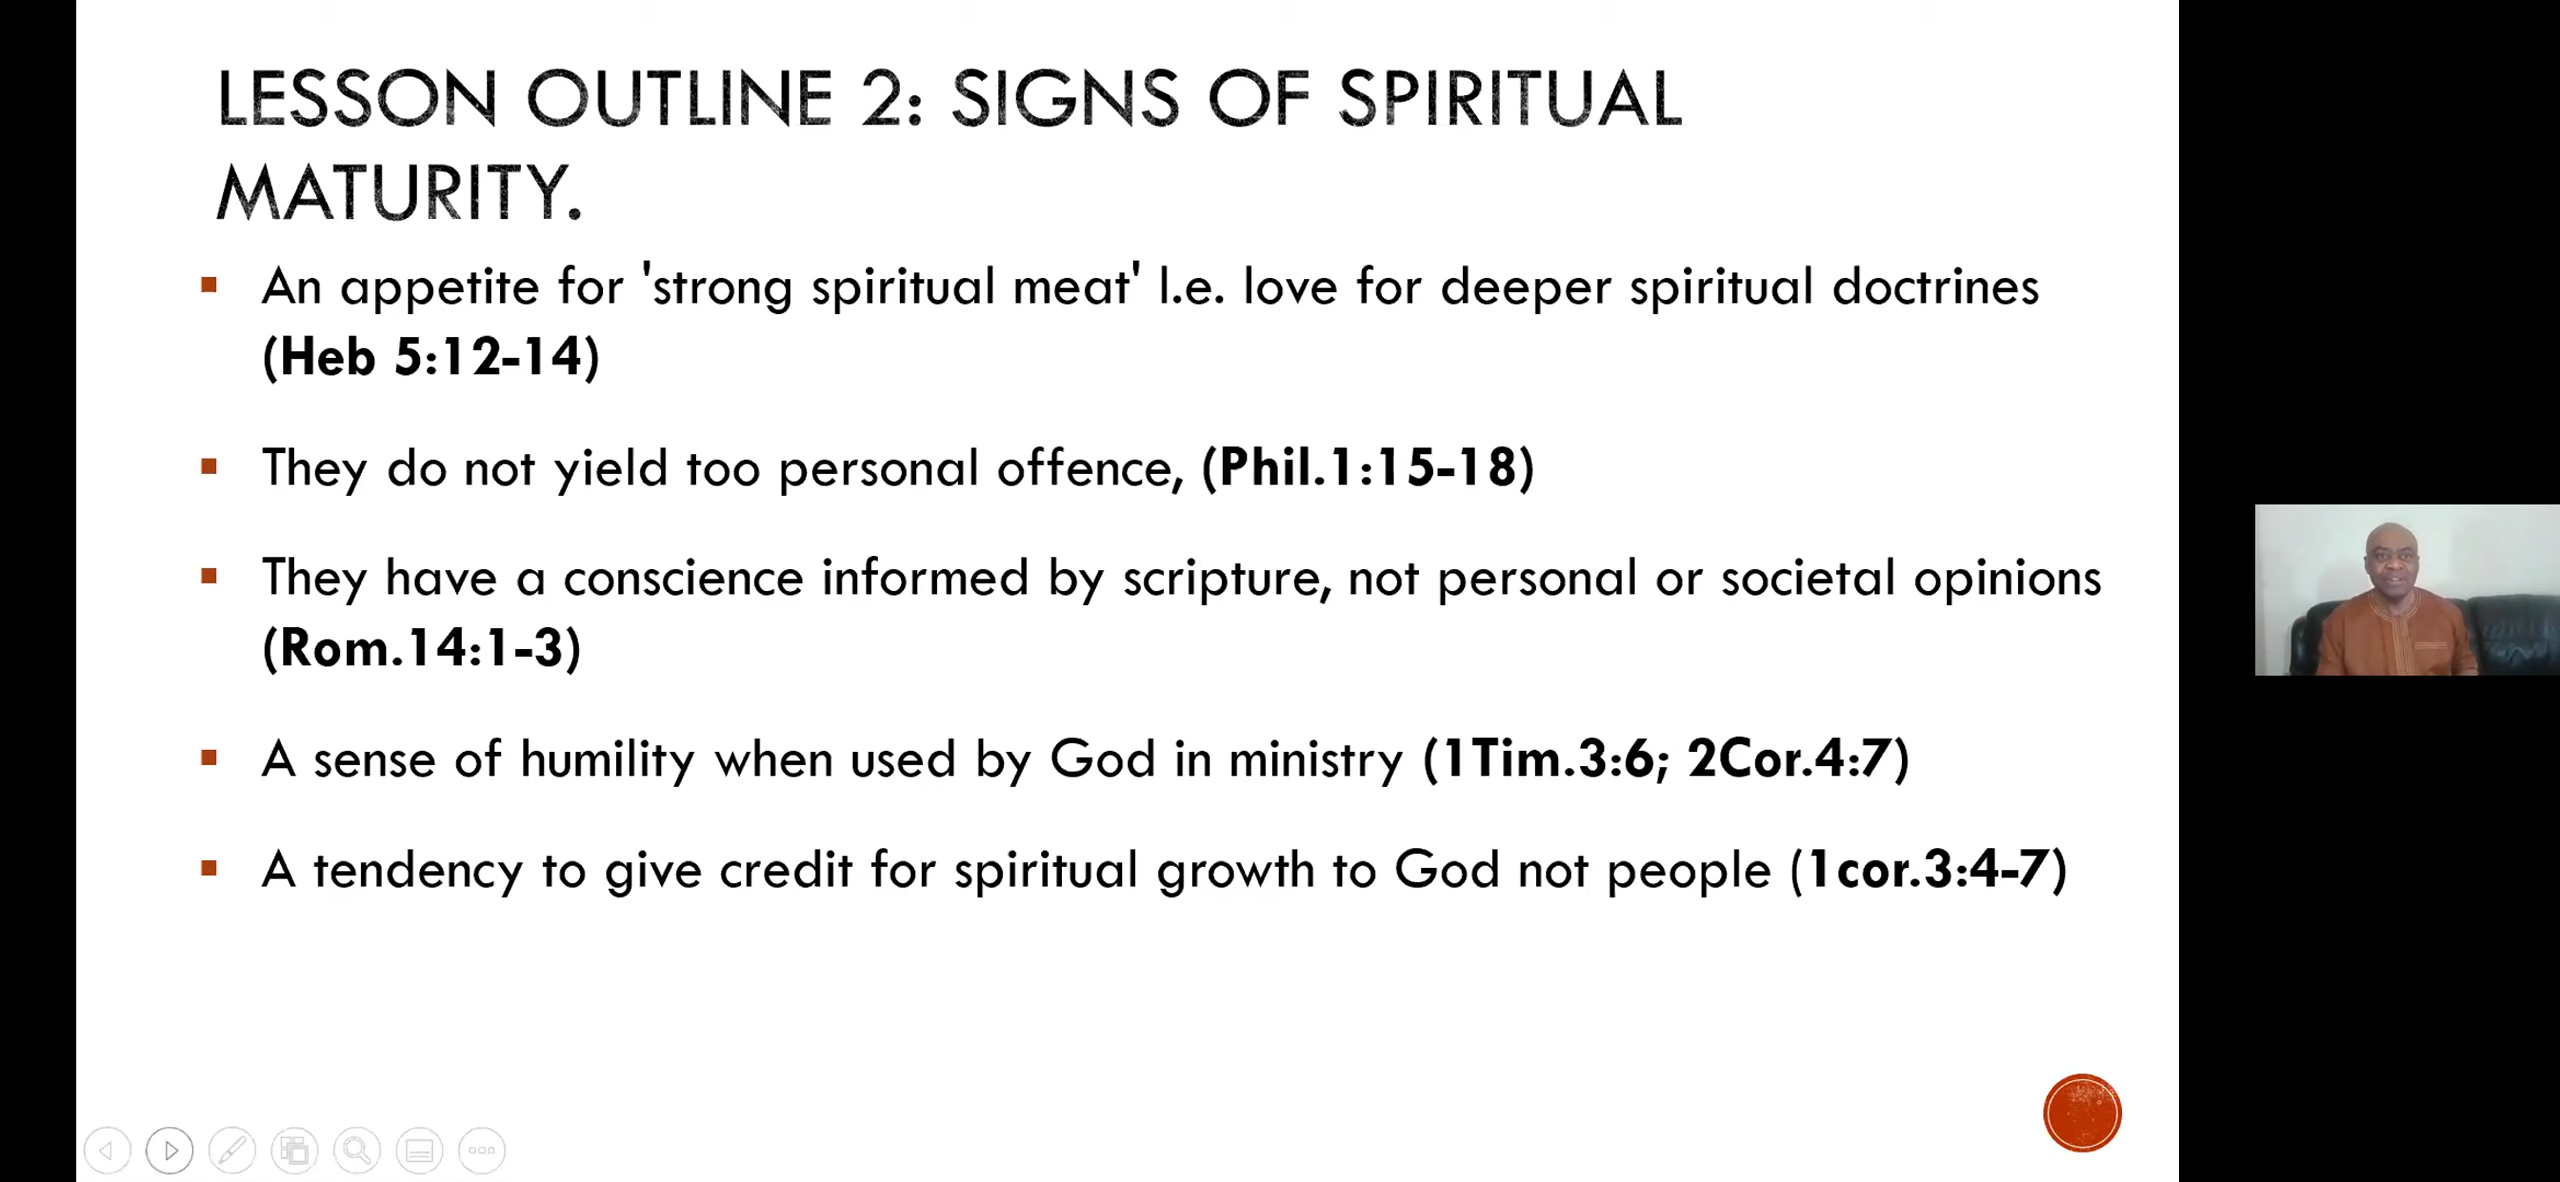 LESSON OUTLINE 2: SIGNS OF SPIRITUAL
MATURITY.
An appetite for 'strong spiritual meat' I.e. love for deeper spiritual doctrines
(Heb 5:12-14)
They do not yield too personal offence, (Phil.1:15-18)
They have a conscience informed by scripture, not personal or societal opinions
(Rom.14:1-3)
A sense of humility when used by God in ministry (1Tim.3:6; 2Cor.4:7)
A tendency to give credit for spiritual growth to God not people (1cor.3:4-7)